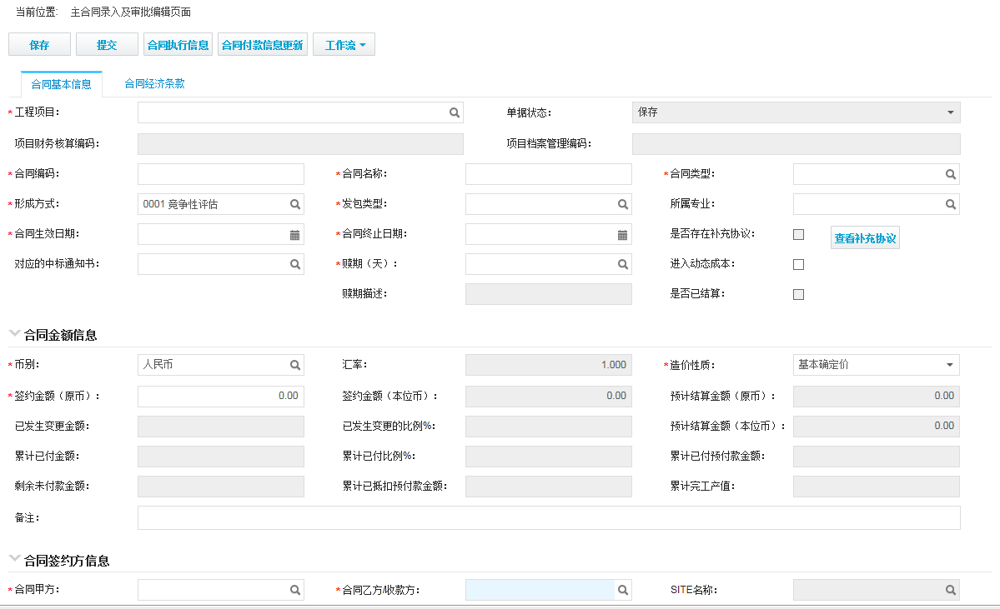 当前位置: 主合同录入及审批编辑页面
保存 提交 合同执行信息 合同付款信息更新 工作流
合同基本信息 合同经济条款
*工程项目: 单据状态: 保存
项目财务核算编码: 项目档案管理编码:
*合同编码: *合同名称: *合同类型:
*形成方式: 0001 竞争性评估 *发包类型: 所属专业:
*合同生效日期: *合同终止日期: 是否存在补充协议: 查看补充协议
对应的中标通知书: *赎期（天）: 进入动态成本:
赎期描述: 是否已结算:
合同金额信息
*币别: 人民币 汇率: 1.000 *造价性质: 基本确定价
*签约金额（原币）: 0.00 签约金额（本位币）: 0.00 预计结算金额（原币）: 0.00
已发生变更金额: 已发生变更的比例%: 预计结算金额（本位币）: 0.00
累计已付金额: 累计已付比例%: 累计已付预付款金额:
剩余未付款金额: 累计已抵扣预付款金额: 累计完工产值:
备注:
合同签约方信息
*合同甲方: *合同乙方/收款方: SITE名称: